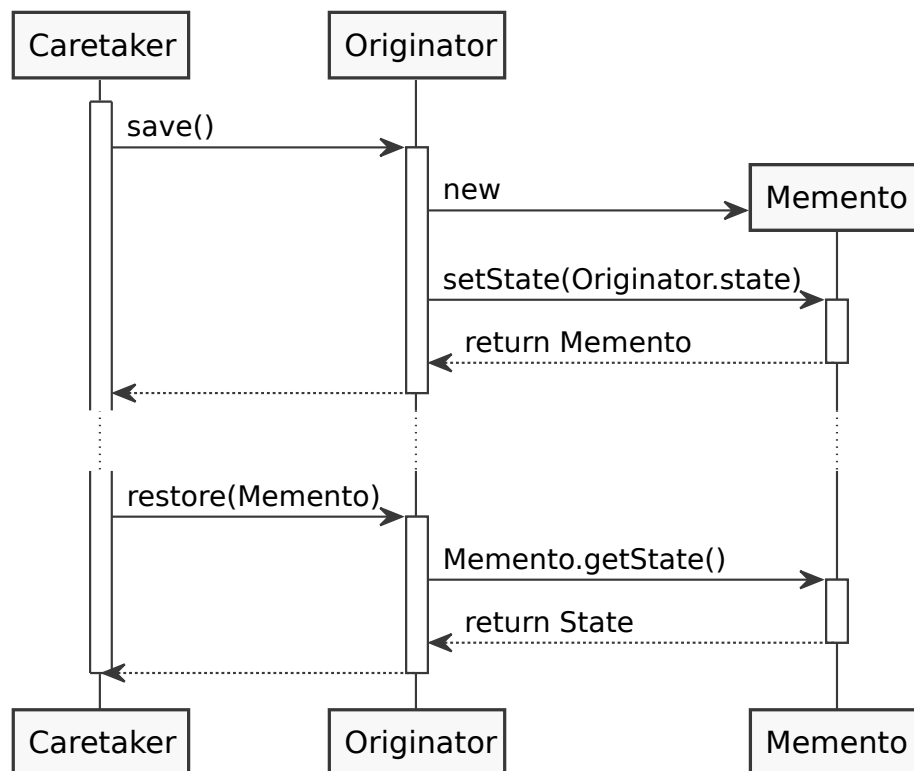 Caretaker
Originator
save()
new
Memento
setState(Originator.state)
return Memento
restore(Memento)
Memento.getState()
return State
Caretaker
Originator
Memento